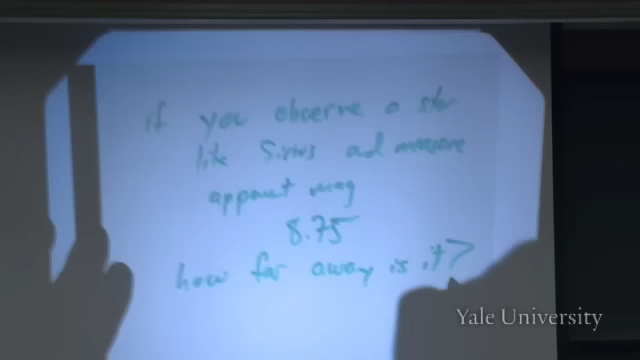 if you observe a star
like Sirius and measure
apparent mag
8.75
how far away is it?
Yale University